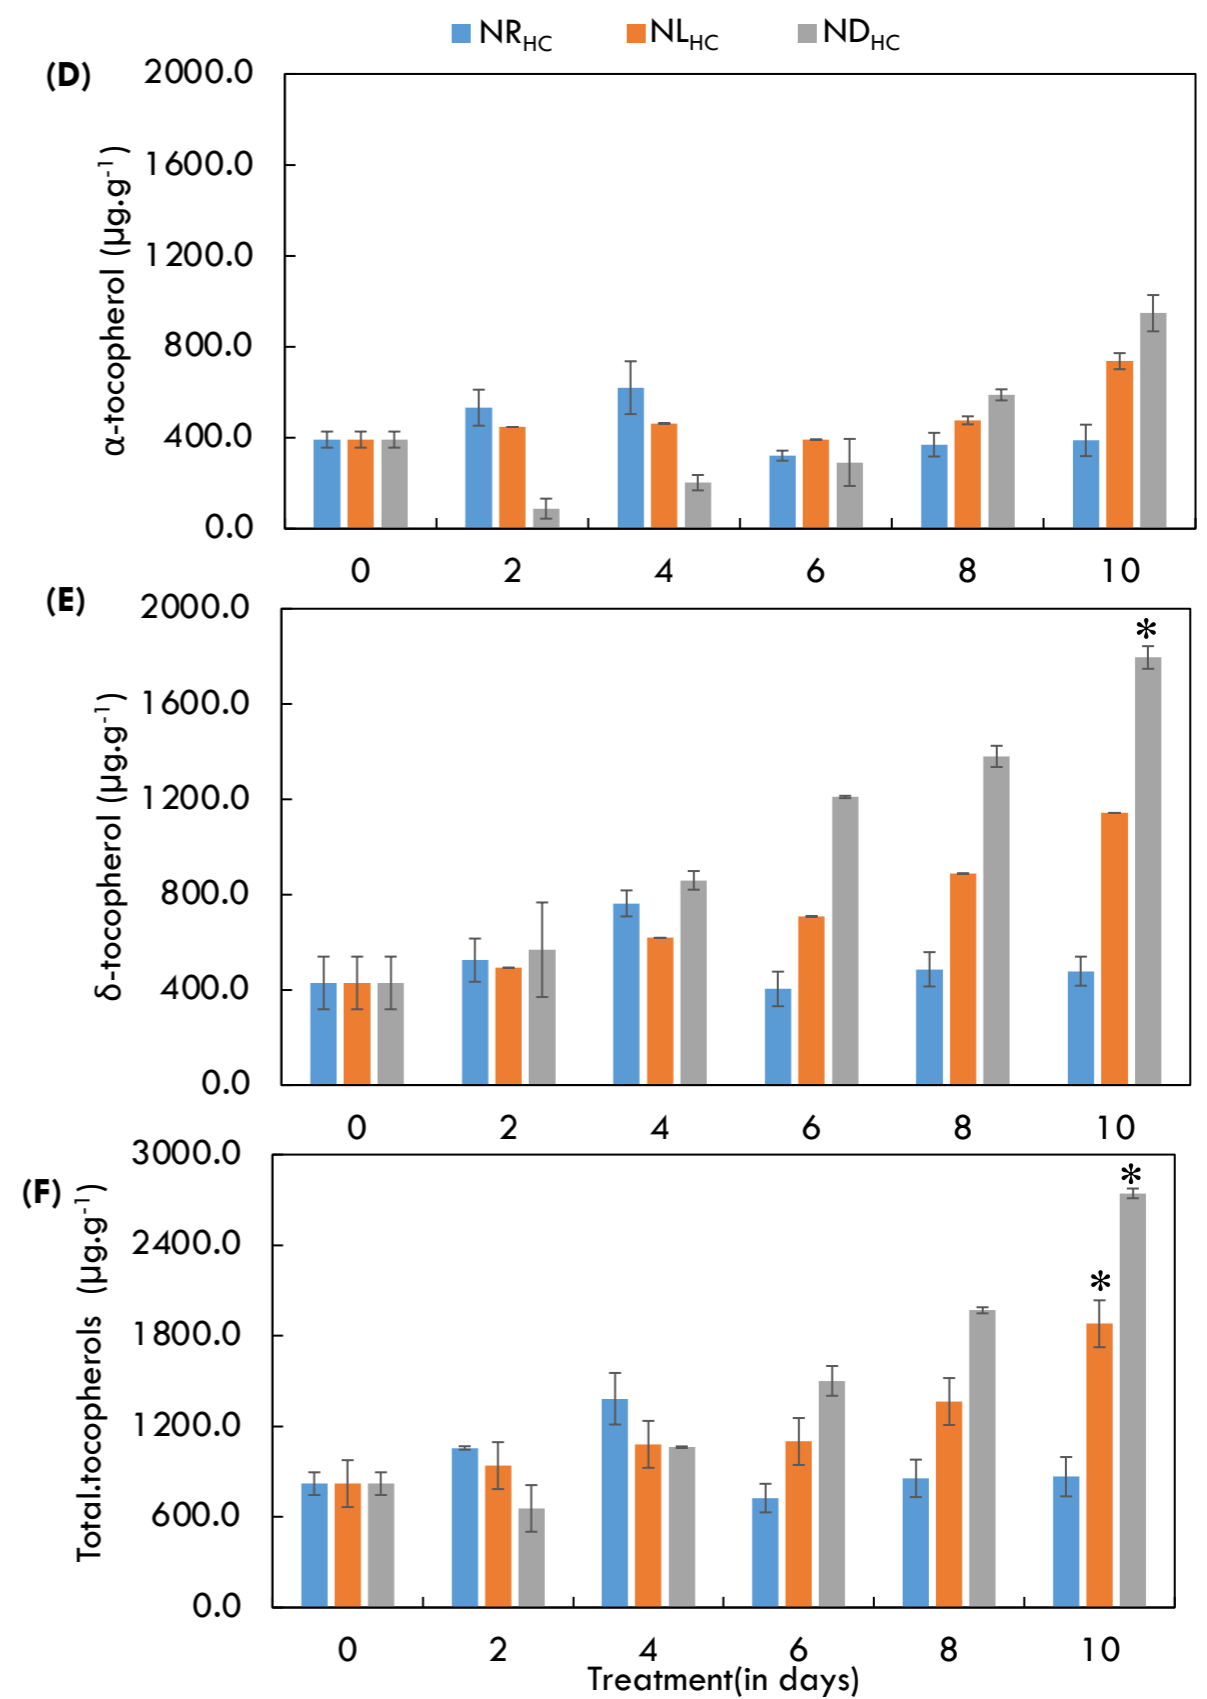 NR_HC NL_HC ND_HC
(D)
α-tocopherol (µg.g⁻¹)
2000.0
1600.0
1200.0
800.0
400.0
0.0
0 2 4 6 8 10
(E)
δ-tocopherol (µg.g⁻¹)
2000.0
1600.0
1200.0
800.0
400.0
0.0
*
0 2 4 6 8 10
(F)
Total.tocopherols (µg.g⁻¹)
3000.0
2400.0
1800.0
1200.0
600.0
0.0
*
*
0 2 4 6 8 10
Treatment(in days)